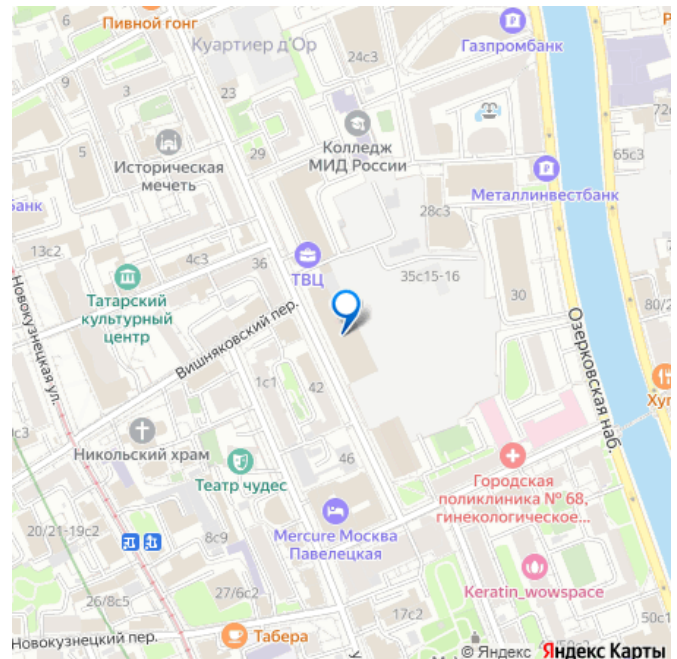 Пивной гонг
Куартиер д'Ор
24с3
Газпромбанк
9
3
23
72
5
Историческая
мечеть
29
Колледж
МИД России
65с3
Металлинвестбанк
28с3
13с2
4с3
36
ТВЦ
35с15-16
30
80/2
Татарский
культурный
центр
Новокузнецкая ул.
Вишняковский пер.
Озерковская наб.
1с1
42
Никольский храм
46
Театр чудес
Городская
поликлиника № 68,
гинекологическое...
20/21-19с2
8с9
Mercure Москва
Павелецкая
Keratin_wowspace
26/8с5
27/6с2
17с2
50с1
Новокузнецкий пер.
Табера
© Яндекс Яндекс Карты